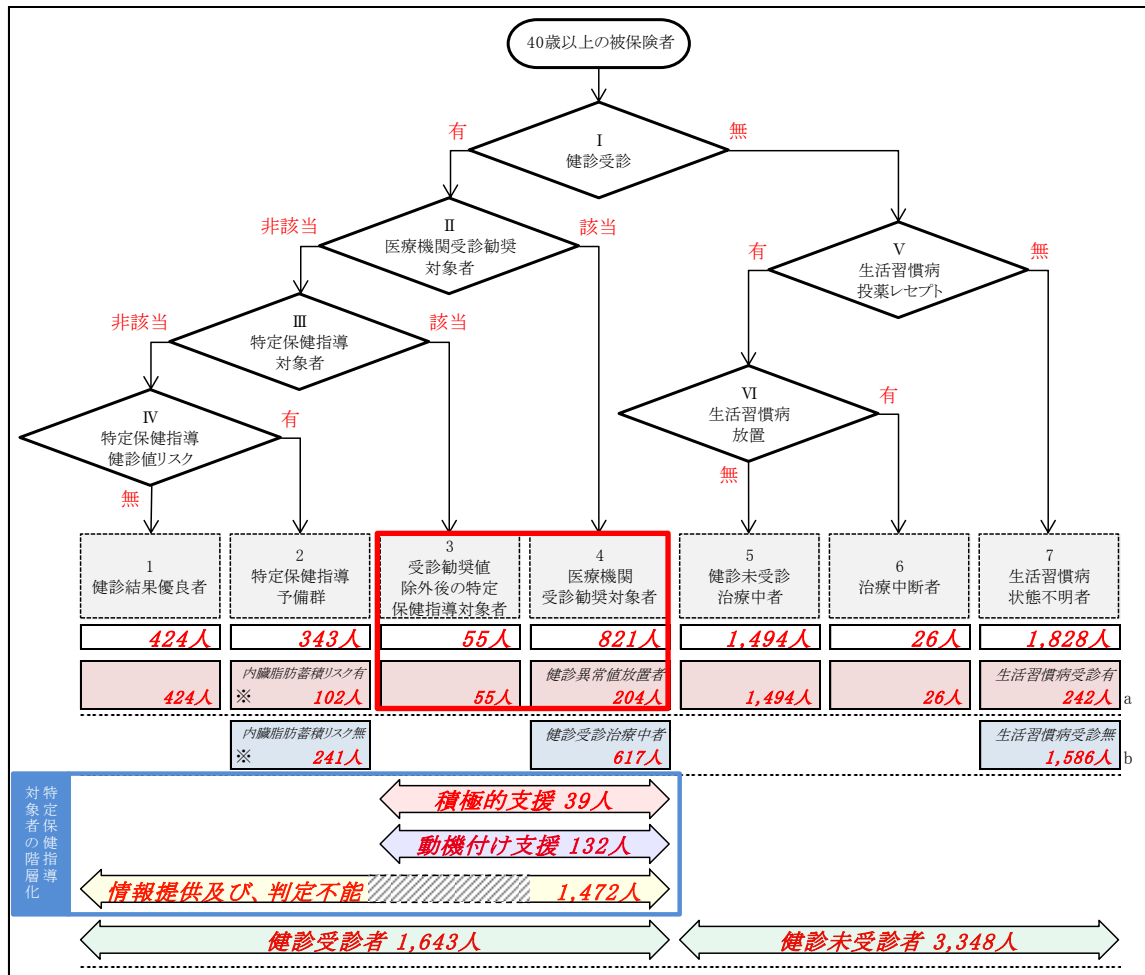 40歳以上の被保険者
Ⅰ
健診受診
有
無
Ⅱ
医療機関受診勧奨
対象者
非該当
該当
Ⅴ
生活習慣病
投薬レセプト
有
無
Ⅲ
特定保健指導
対象者
非該当
該当
Ⅵ
生活習慣病
放置
有
無
Ⅳ
特定保健指導
健診値リスク
有
無
1
健診結果優良者
2
特定保健指導
予備群
3
受診勧奨値
除外後の特定
保健指導対象者
4
医療機関
受診勧奨対象者
5
健診未受診
治療中者
6
治療中断者
7
生活習慣病
状態不明者
424人
343人
55人
821人
1,494人
26人
1,828人
424人
内臓脂肪蓄積リスク有
※ 102人
55人
健診異常値放置者
204人
1,494人
26人
生活習慣病受診有
242人
a
内臓脂肪蓄積リスク無
※ 241人
健診受診治療中者
617人
生活習慣病受診無
1,586人
b
特定保健指導
対象者の階層化
積極的支援 39人
動機付け支援 132人
情報提供及び、判定不能 1,472人
健診受診者 1,643人
健診未受診者 3,348人